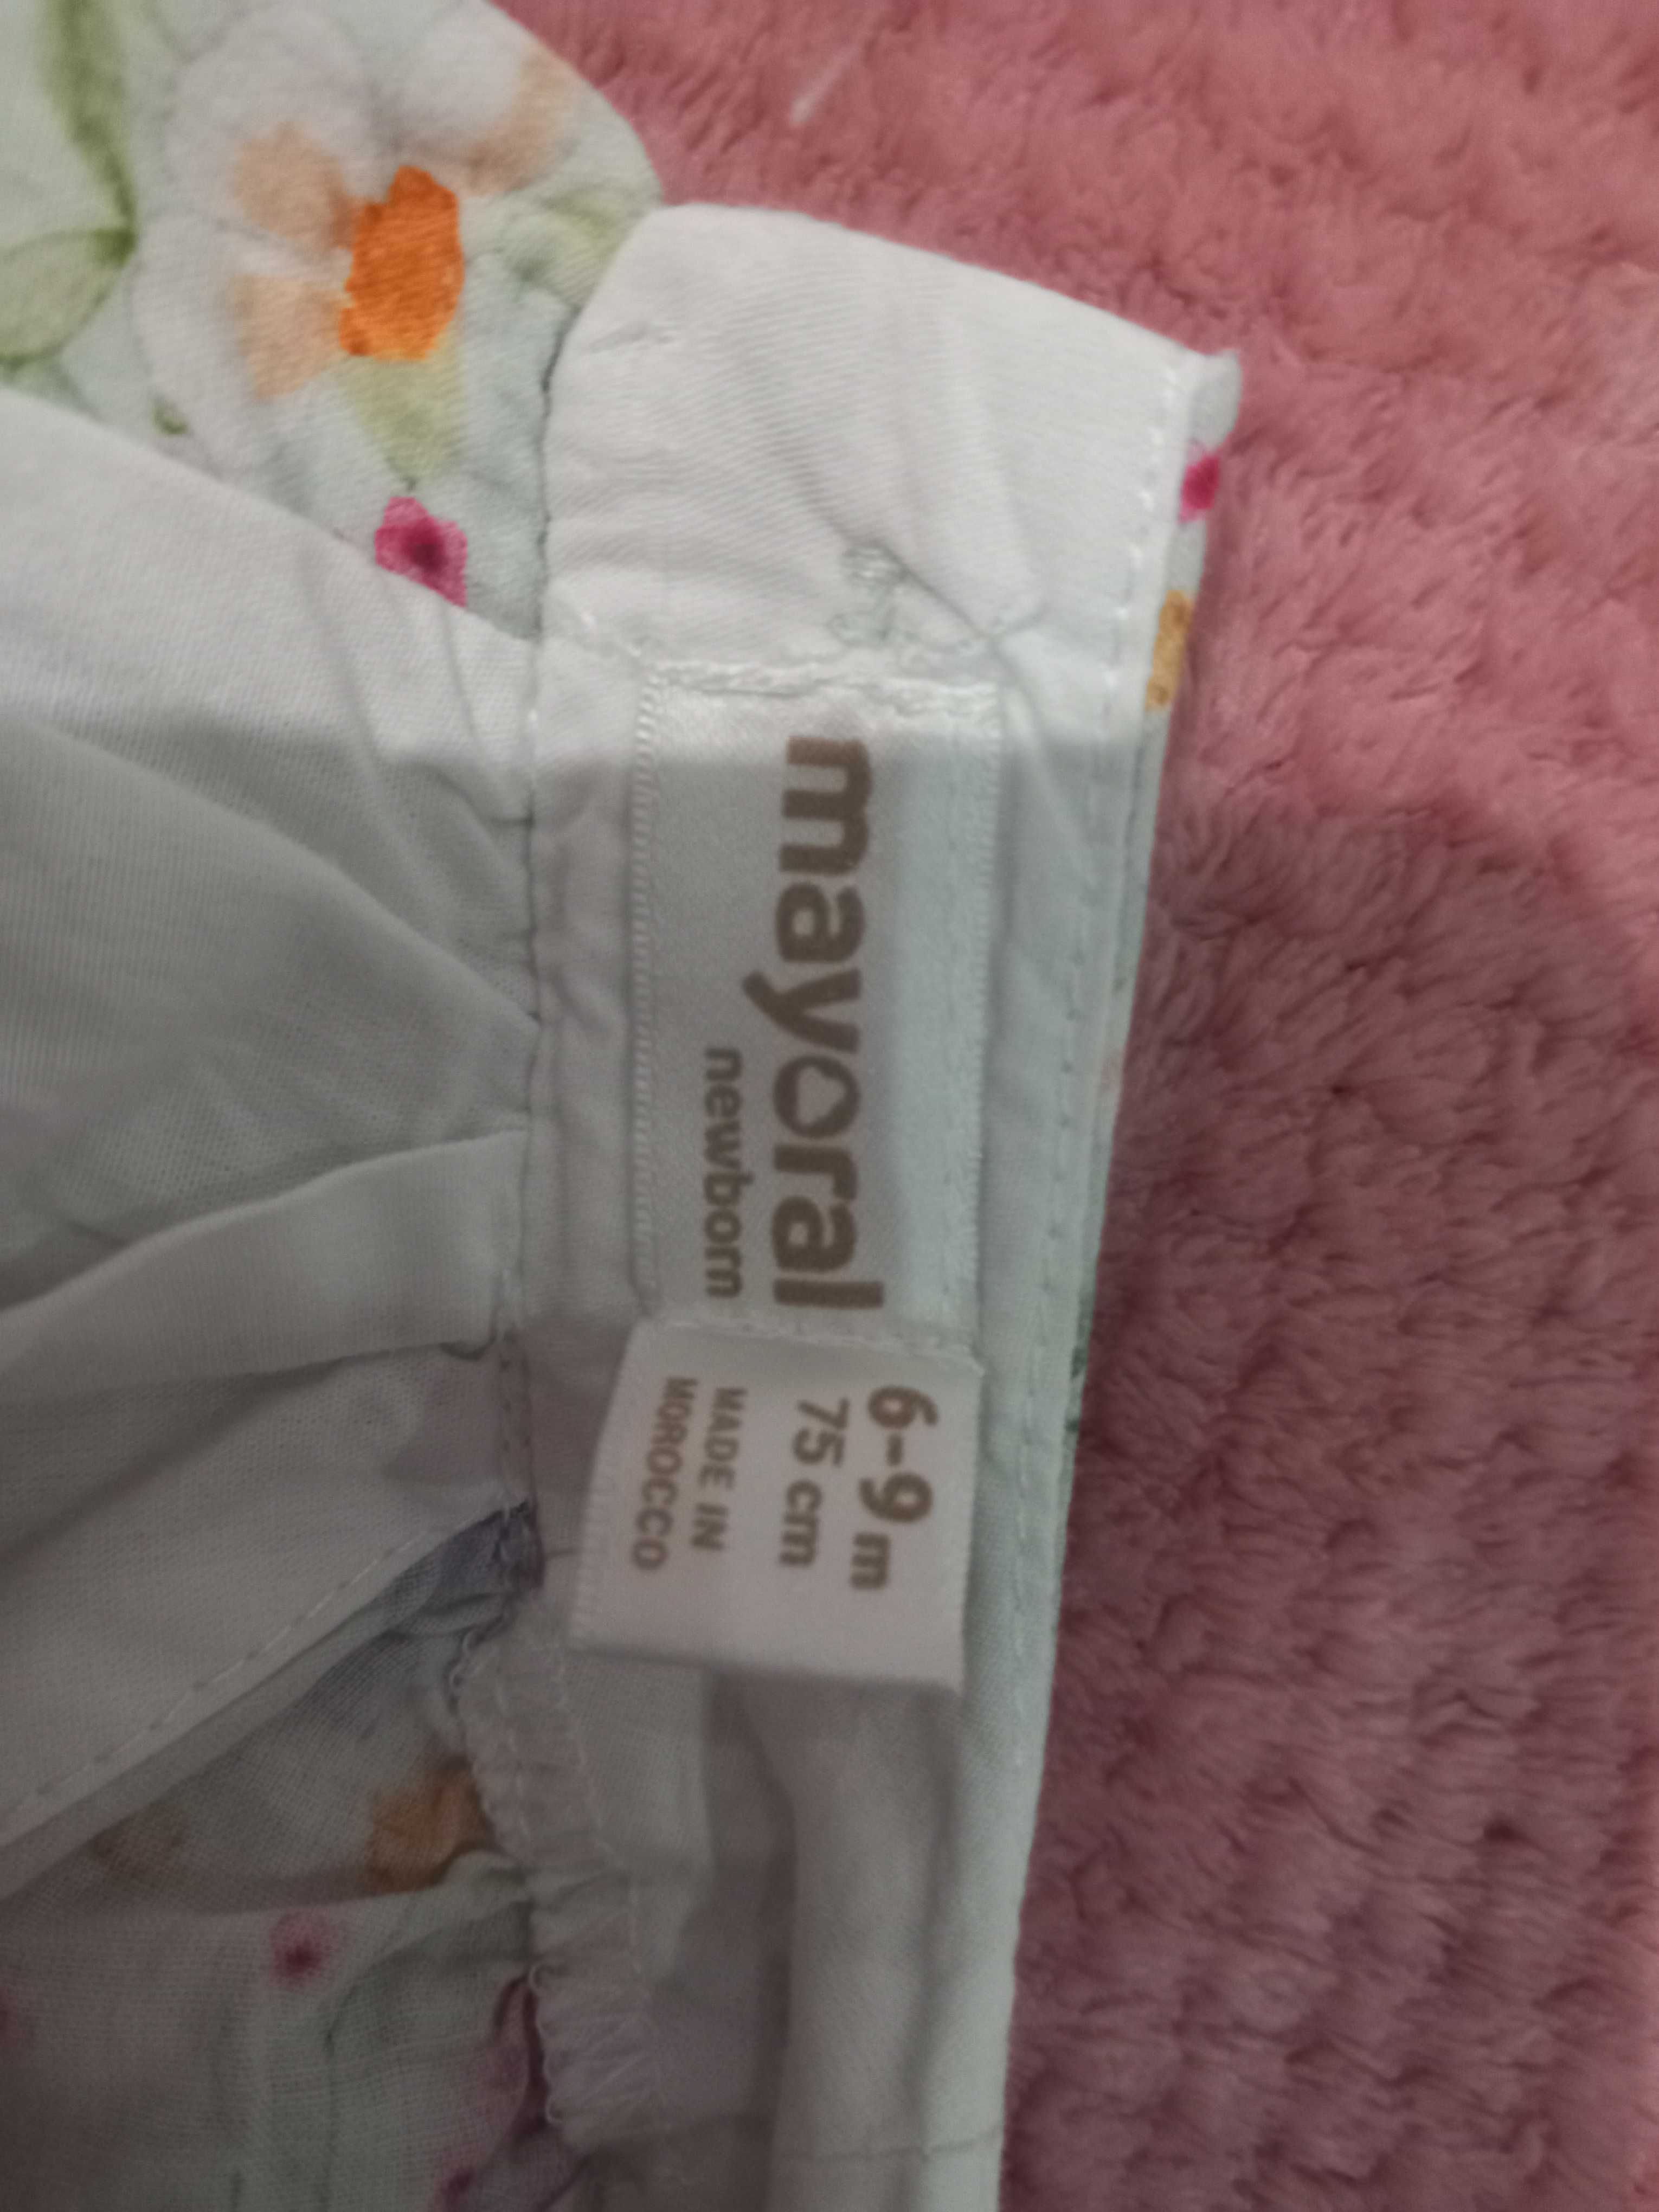 mayoral
newborn
6-9 m
75 cm
MADE IN
MOROCCO